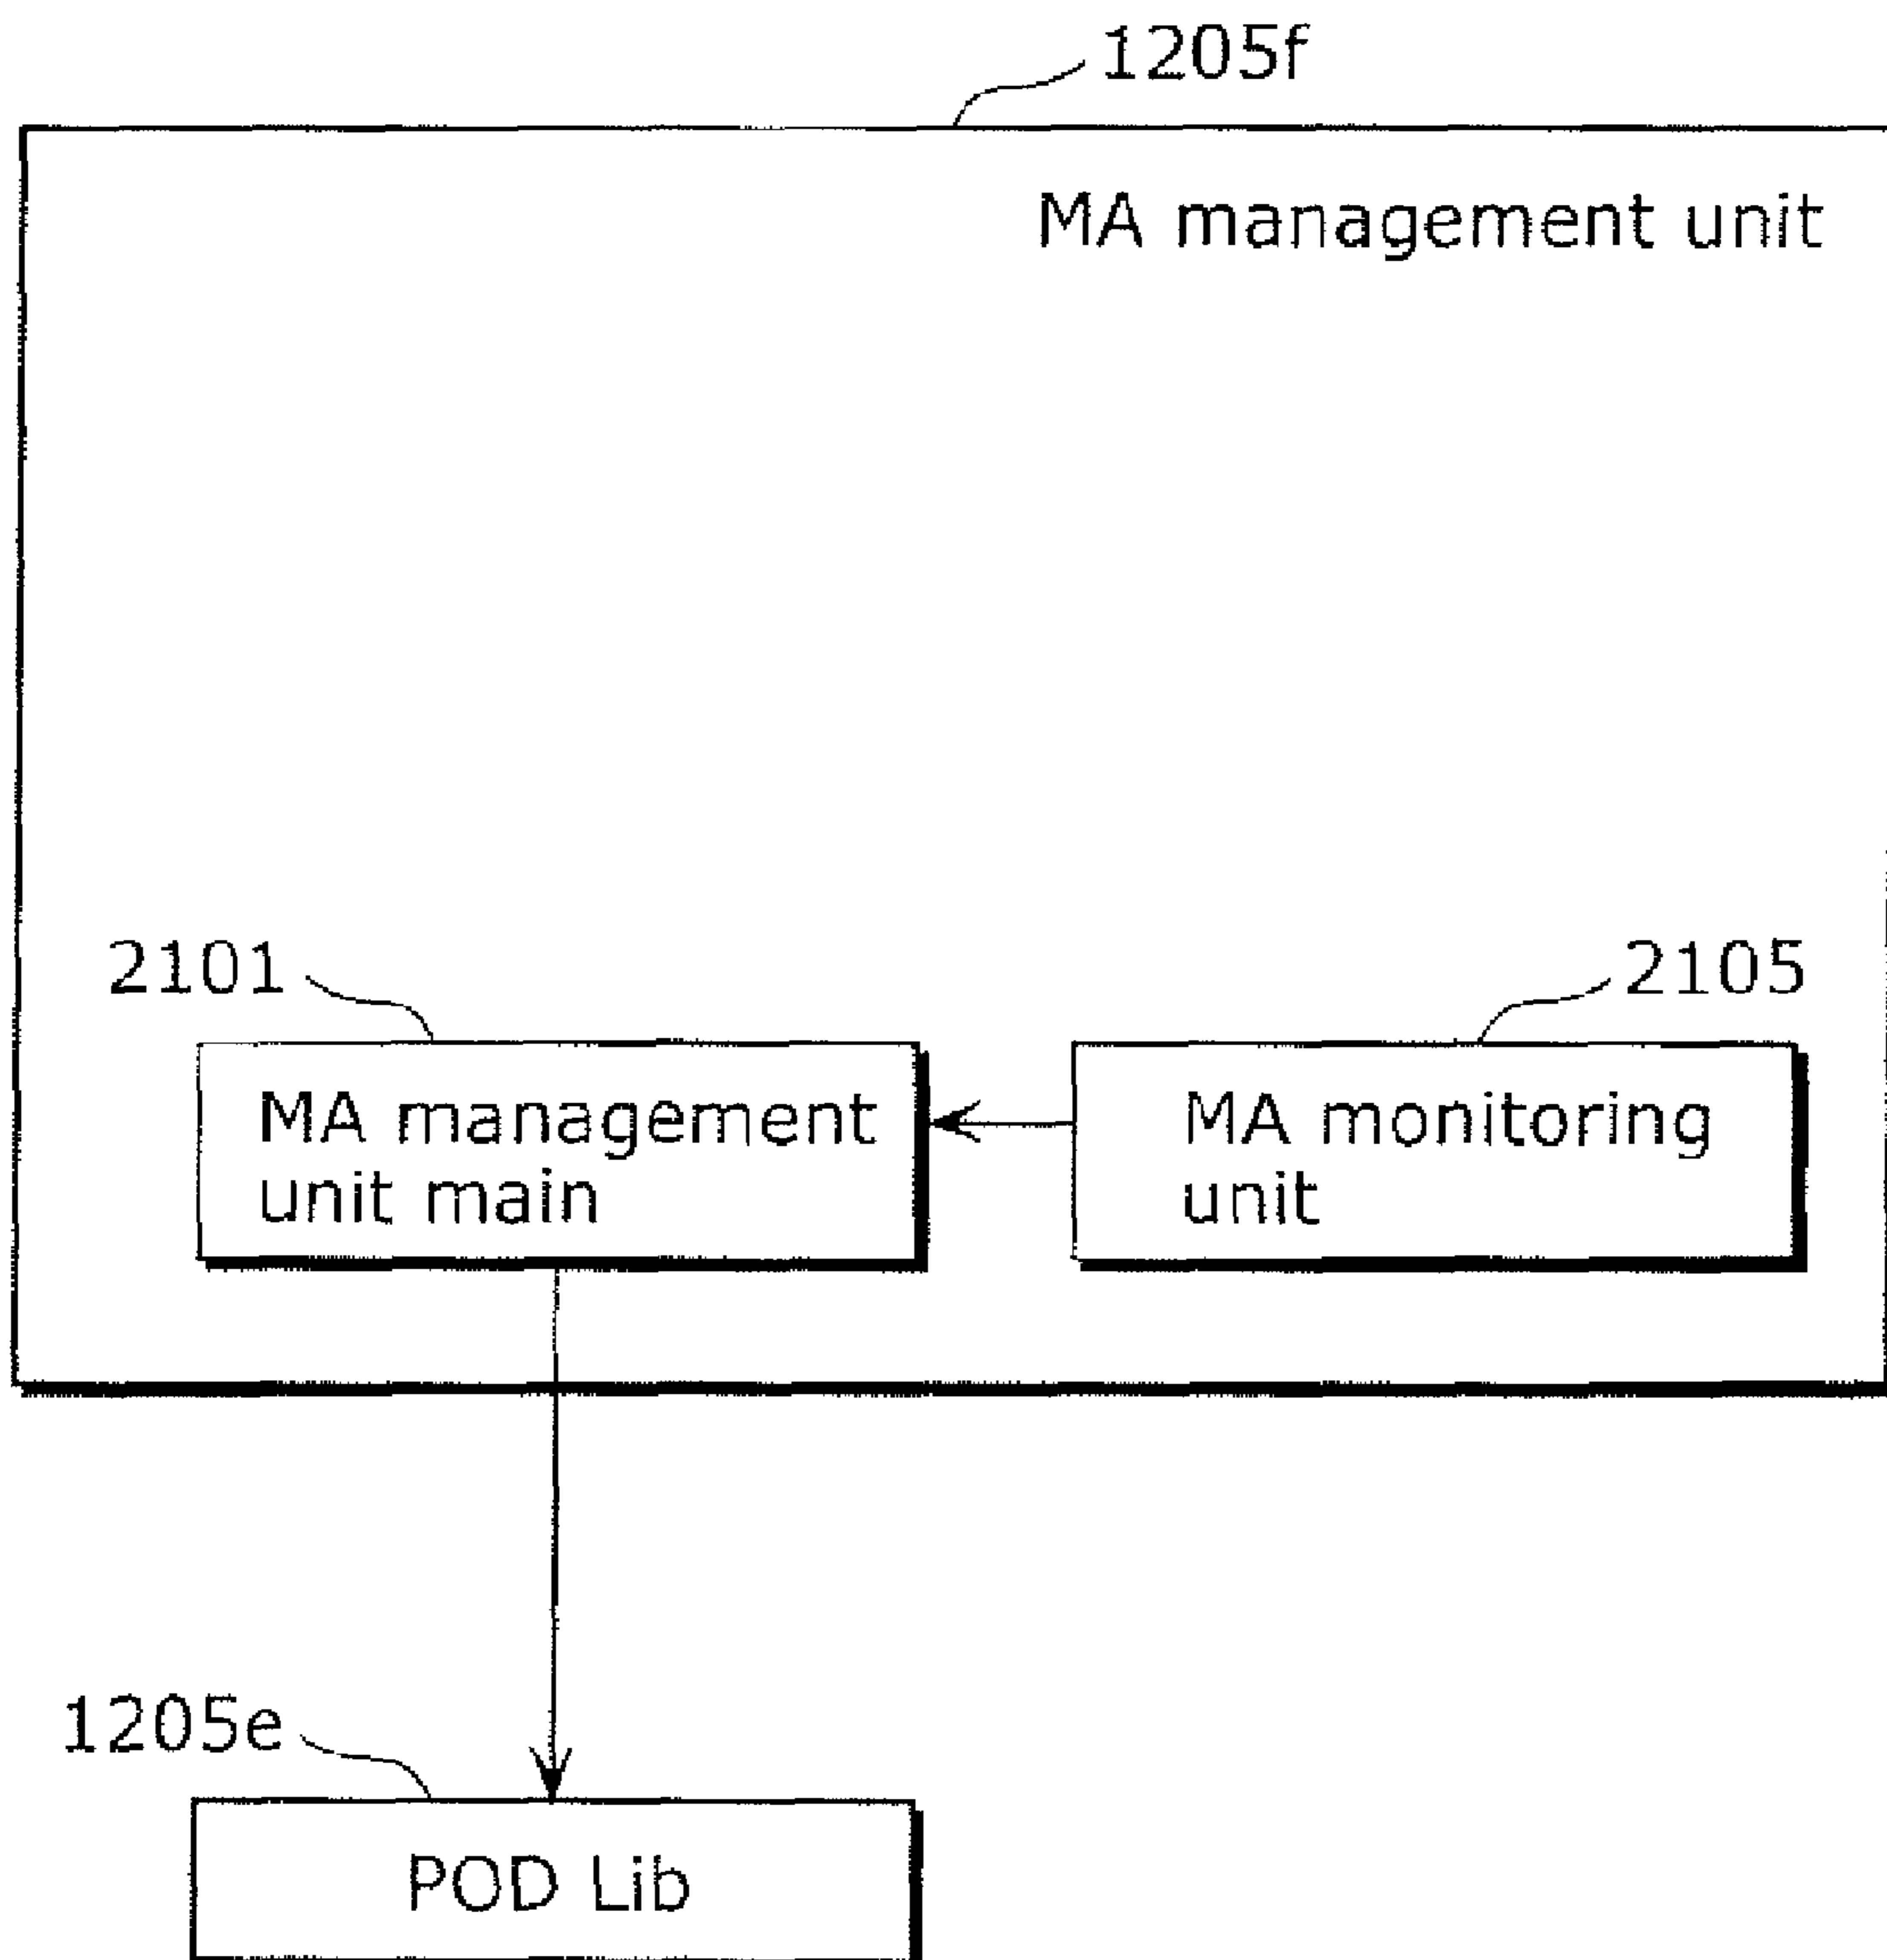 1205f
MA management unit
2101
2105
MA management
unit main
MA monitoring
unit
1205e
POD Lib